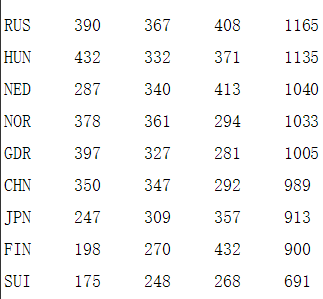 RUS 390 367 408 1165
HUN 432 332 371 1135
NED 287 340 413 1040
NOR 378 361 294 1033
GDR 397 327 281 1005
CHN 350 347 292 989
JPN 247 309 357 913
FIN 198 270 432 900
SUI 175 248 268 691